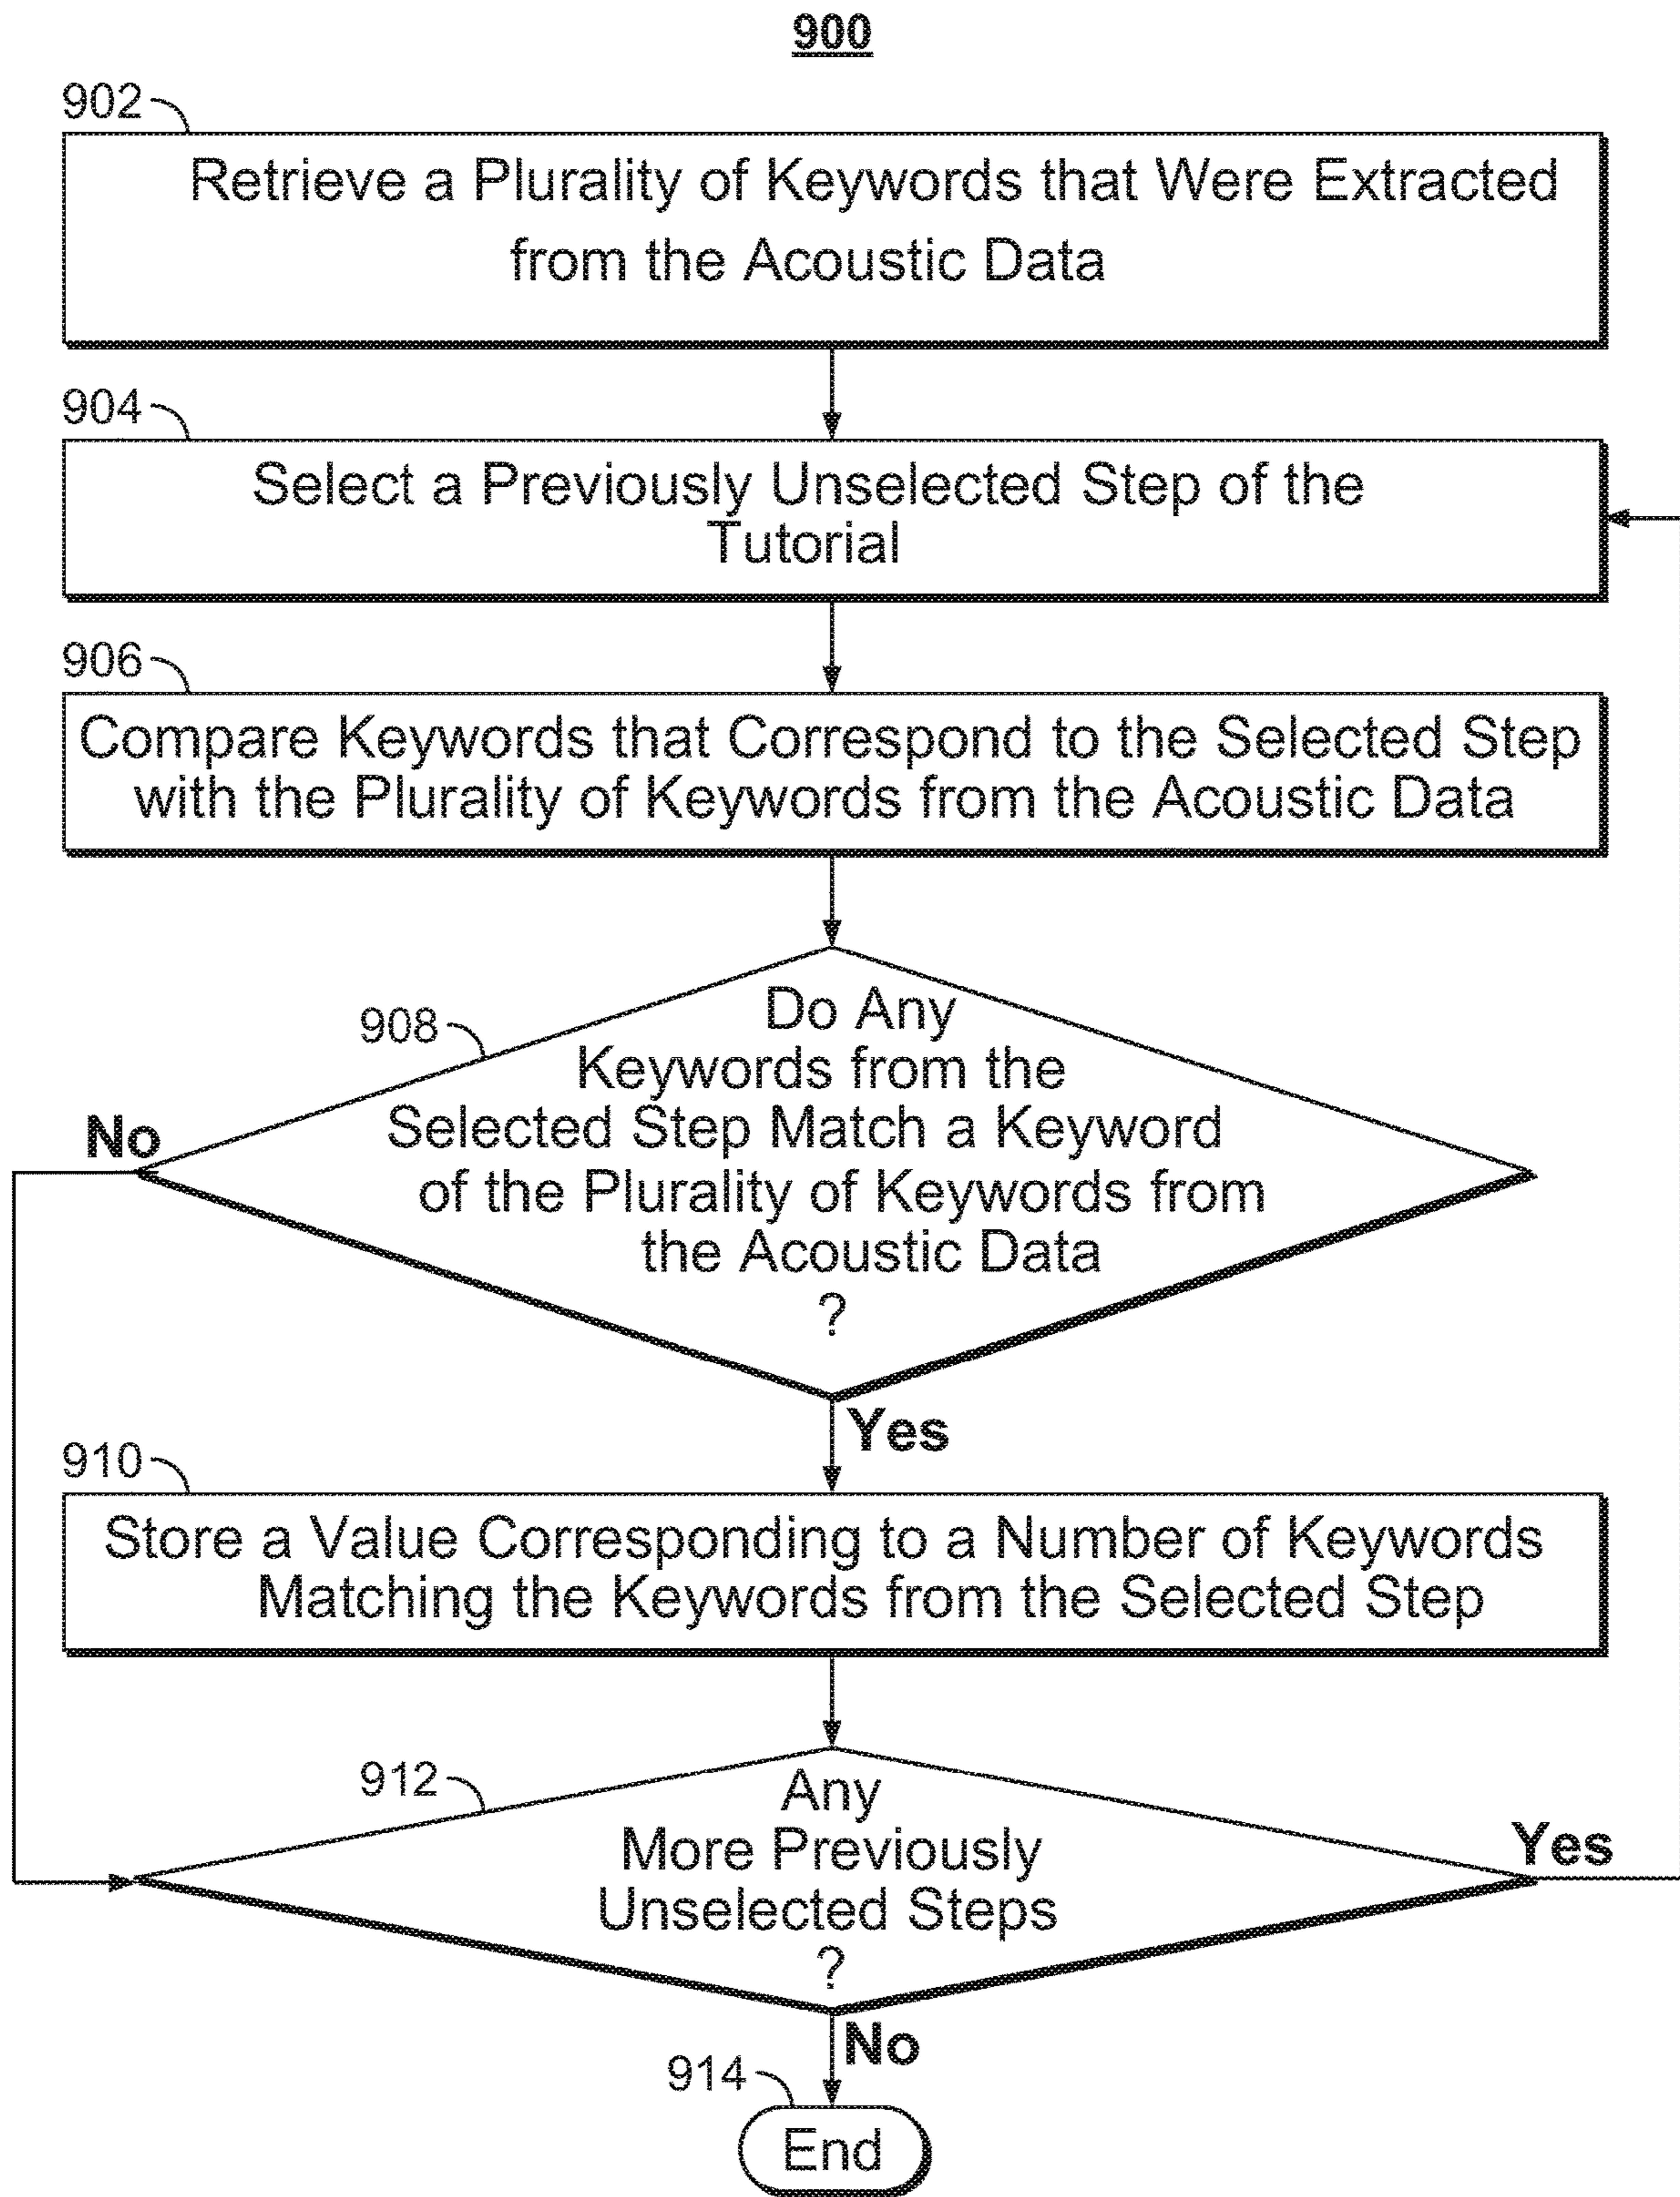 900
902
Retrieve a Plurality of Keywords that Were Extracted
from the Acoustic Data
904
Select a Previously Unselected Step of the
Tutorial
906
Compare Keywords that Correspond to the Selected Step
with the Plurality of Keywords from the Acoustic Data
908
Do Any
Keywords from the
Selected Step Match a Keyword
of the Plurality of Keywords from
the Acoustic Data
?
No
Yes
910
Store a Value Corresponding to a Number of Keywords
Matching the Keywords from the Selected Step
912
Any
More Previously
Unselected Steps
?
Yes
No
914
End